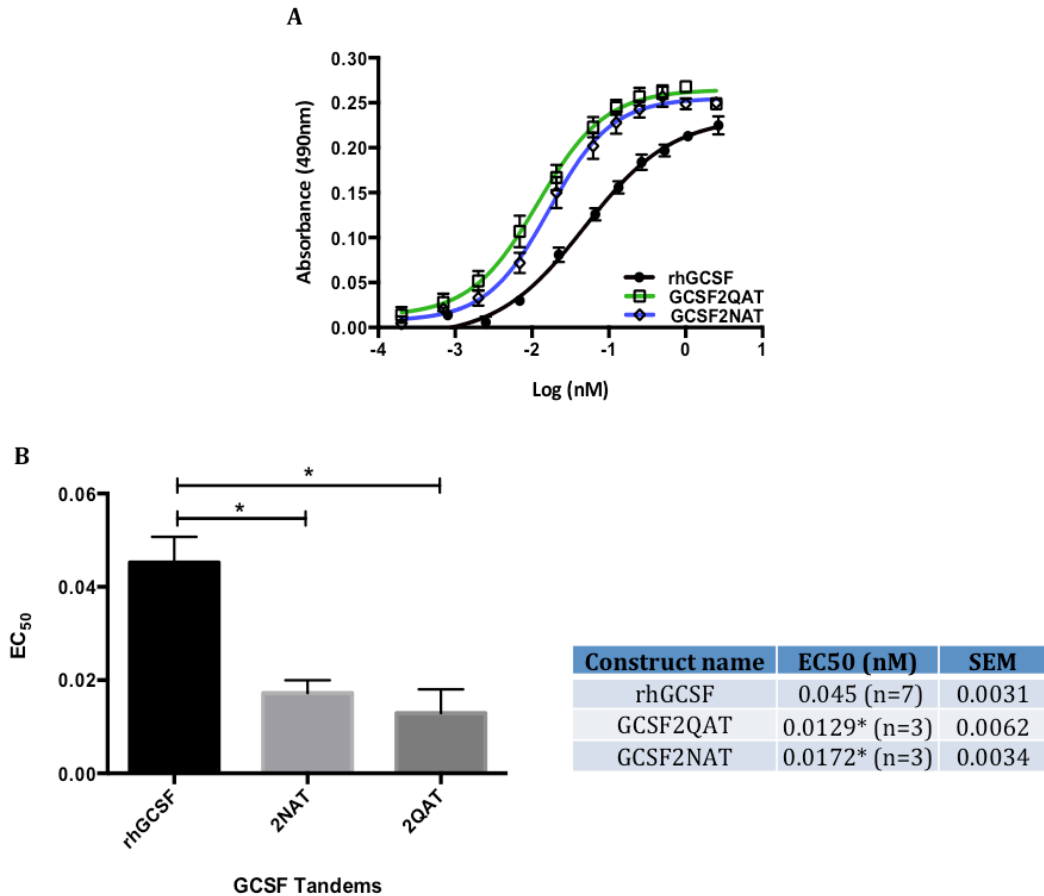 A
0.30
0.25
0.20
0.15
0.10
0.05
0.00
Absorbance (490nm)
-4 -3 -2 -1 0 1
Log (nM)
rhGCSF
GCSF2QAT
GCSF2NAT
B
0.06
0.04
0.02
0.00
EC50
*
*
rhGCSF 2NAT 2QAT
GCSF Tandems
Construct name EC50 (nM) SEM
rhGCSF 0.045 (n=7) 0.0031
GCSF2QAT 0.0129* (n=3) 0.0062
GCSF2NAT 0.0172* (n=3) 0.0034